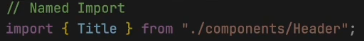 // Named Import
import { Title } from "./components/Header";